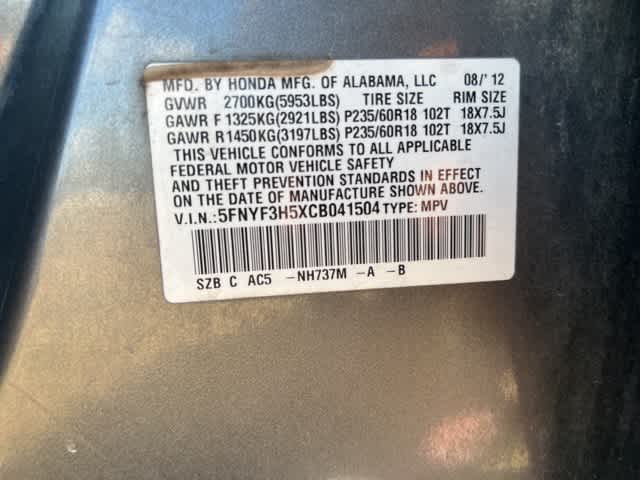 MFD. BY HONDA MFG. OF ALABAMA, LLC 08/'12
GVWR 2700KG(5953LBS) TIRE SIZE RIM SIZE
GAWR F 1325KG(2921LBS) P235/60R18 102T 18X7.5J
GAWR R1450KG(3197LBS) P235/60R18 102T 18X7.5J
THIS VEHICLE CONFORMS TO ALL APPLICABLE
FEDERAL MOTOR VEHICLE SAFETY
AND THEFT PREVENTION STANDARDS IN EFFECT
ON THE DATE OF MANUFACTURE SHOWN ABOVE.
V.I.N.:5FNYF3H5XCB041504 TYPE: MPV
SZB C AC5 -NH737M -A -B